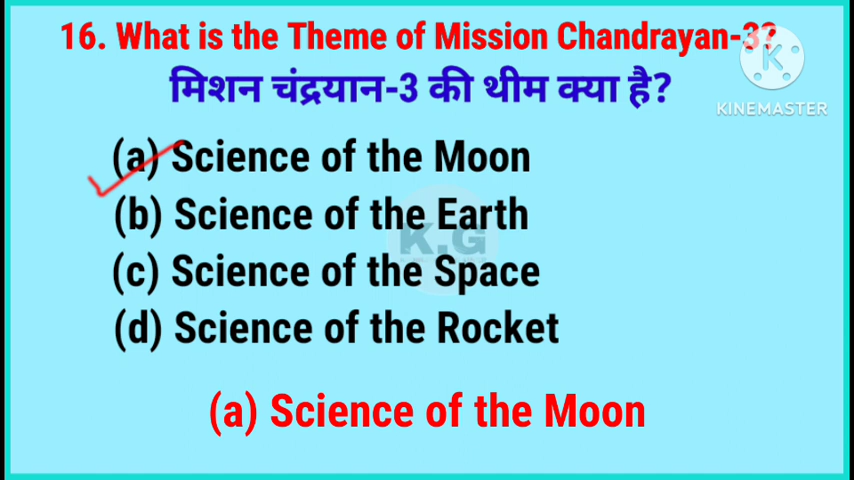 16. What is the Theme of Mission Chandrayan-3?
मिशन चंद्रयान-3 की थीम क्या है?
KINEMASTER
(a) Science of the Moon
(b) Science of the Earth
K.G
(c) Science of the Space
(d) Science of the Rocket
(a) Science of the Moon